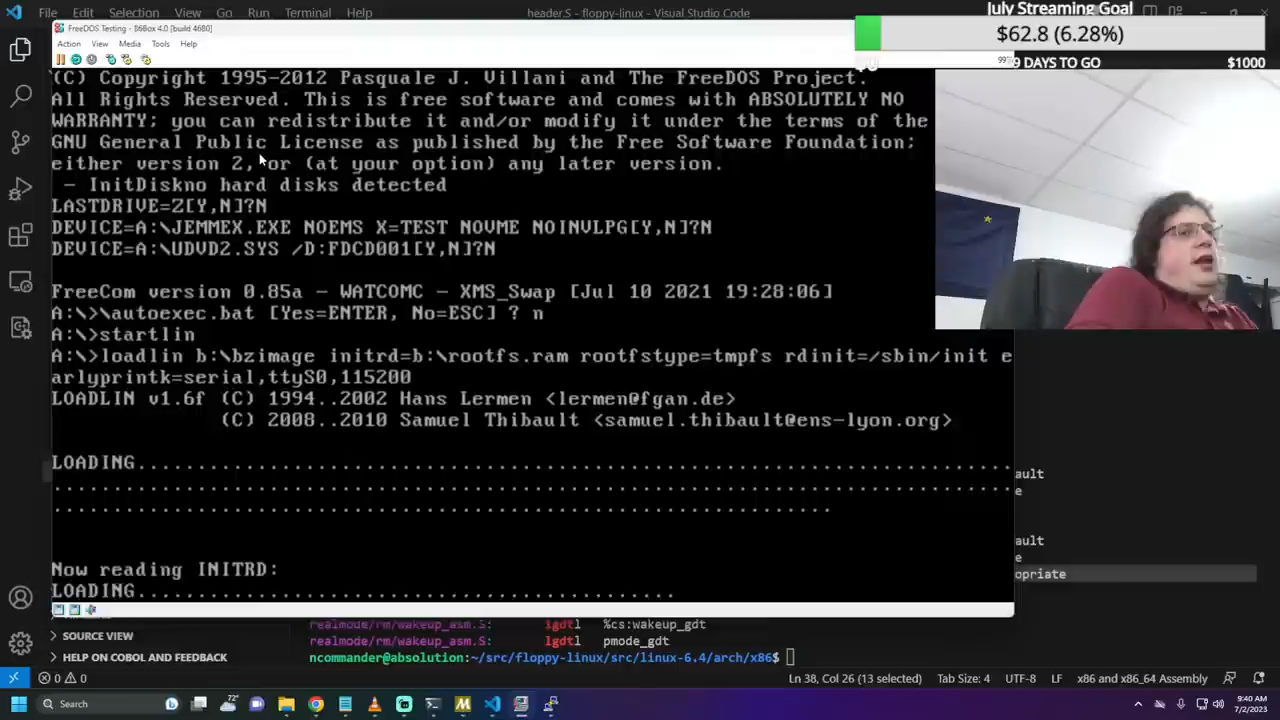 File Edit Selection View Go Run Terminal Help
header.S - floppy-linux - Visual Studio Code
July Streaming Goal
$62.8 (6.28%)
9 DAYS TO GO
$1000
FreeDOS Testing - 86Box 4.0 [build 4680]
Action View Media Tools Help
99%
(C) Copyright 1995-2012 Pasquale J. Villani and The FreeDOS Project.
All Rights Reserved. This is free software and comes with ABSOLUTELY NO
WARRANTY; you can redistribute it and/or modify it under the terms of the
GNU General Public License as published by the Free Software Foundation;
either version 2, or (at your option) any later version.
- InitDiskno hard disks detected
LASTDRIVE=Z[Y,N]?N
DEVICE=A:\JEMMEX.EXE NOEMS X=TEST NOVME NOINVLPG[Y,N]?N
DEVICE=A:\UDVD2.SYS /D:FDCD001[Y,N]?N
FreeCom version 0.85a - WATCOMC - XMS_Swap [Jul 10 2021 19:28:06]
A:\>\autoexec.bat [Yes=ENTER, No=ESC] ? n
A:\>startlin
A:\>loadlin b:\bzimage initrd=b:\rootfs.ram rootfstype=tmpfs rdinit=/sbin/init e
arlyprintk=serial,ttyS0,115200
LOADLIN v1.6f (C) 1994..2002 Hans Lermen <lermen@fgan.de>
(C) 2008..2010 Samuel Thibault <samuel.thibault@ens-lyon.org>
LOADING...............................................................................
................................................................................
.................................................................
Now reading INITRD:
LOADING.............................................
ault
e
ault
e
opriate
SOURCE VIEW
HELP ON COBOL AND FEEDBACK
realmode/rm/wakeup_asm.S: lgdtl %cs:wakeup_gdt
realmode/rm/wakeup_asm.S: lgdtl pmode_gdt
ncommander@absolution:~/src/floppy-linux/src/linux-6.4/arch/x86$
0 0
Ln 38, Col 26 (13 selected) Tab Size: 4 UTF-8 LF x86 and x86_64 Assembly
Search
72°
9:40 AM
7/2/2023